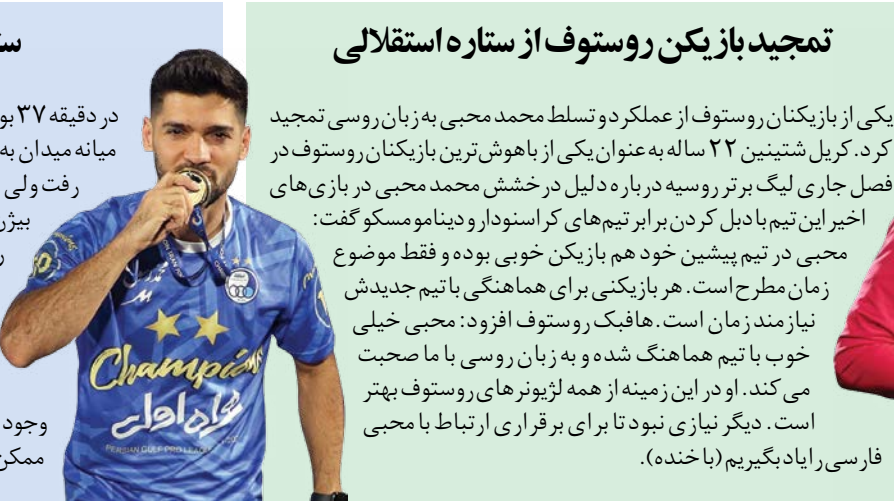 تمجید بازیکن روستوف از ستاره استقلالی
یکی از بازیکنان روستوف از عملکرد و تسلط محمد محبی به زبان روسی تمجید
کرد. کریل شتینین ۲۲ ساله به عنوان یکی از باهوش ترین بازیکنان روستوف در
فصل جاری لیگ برتر روسیه درباره دلیل درخشش محمد محبی در بازی های
اخیر این تیم با دبل کردن برابر تیم های کراسنودار و دینامو مسکو گفت:
محبی در تیم پیشین خود هم بازیکن خوبی بوده و فقط موضوع
زمان مطرح است. هر بازیکنی برای هماهنگی با تیم جدیدش
نیازمند زمان است. هافبک روستوف افزود: محبی خیلی
خوب با تیم هماهنگ شده و به زبان روسی با ما صحبت
می کند. او در این زمینه از همه لژیونرهای روستوف بهتر
است. دیگر نیازی نبود تا برای برقراری ارتباط با محبی
فارسی را یاد بگیریم (با خنده).
در دقیقه ۳۷
میانه میدان به
رفت ولی
وجود
Champions
همراه اول
PERSIAN GULF PRO LEAGUE